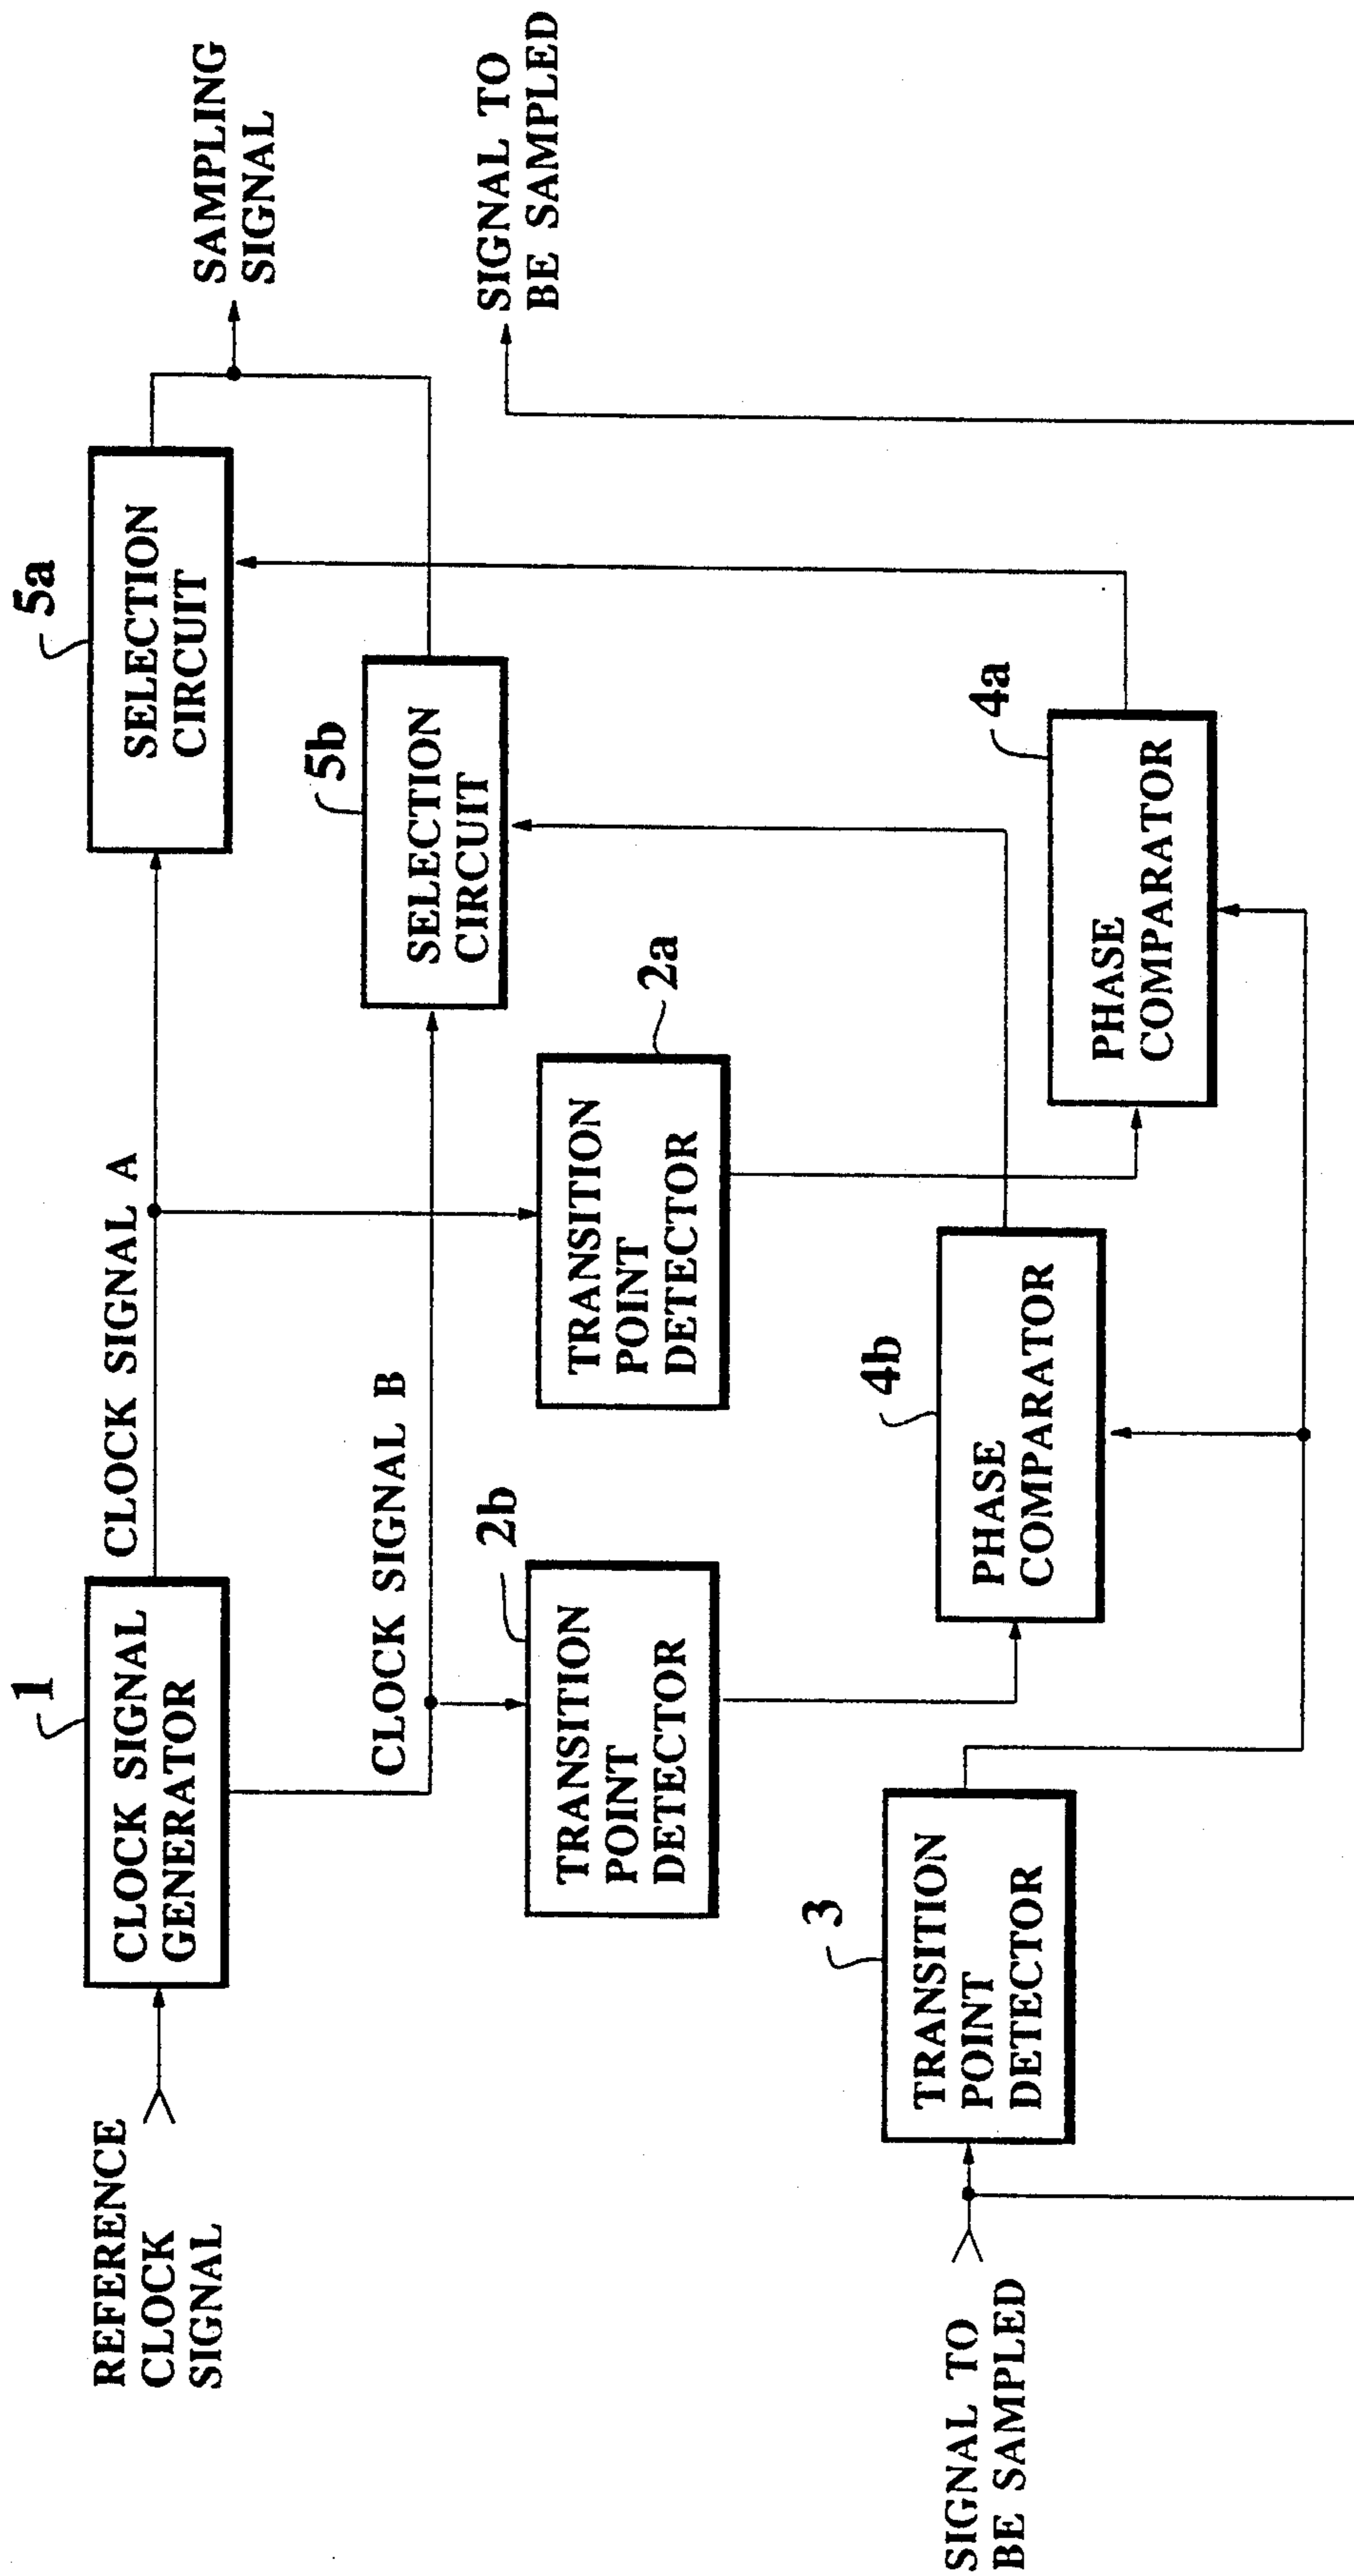 REFERENCE
CLOCK
SIGNAL
1
CLOCK SIGNAL
GENERATOR
CLOCK SIGNAL A
5a
SELECTION
CIRCUIT
SAMPLING
SIGNAL
CLOCK SIGNAL B
5b
SELECTION
CIRCUIT
SIGNAL TO
BE SAMPLED
2b
TRANSITION
POINT
DETECTOR
2a
TRANSITION
POINT
DETECTOR
SIGNAL TO
BE SAMPLED
3
TRANSITION
POINT
DETECTOR
4b
PHASE
COMPARATOR
4a
PHASE
COMPARATOR